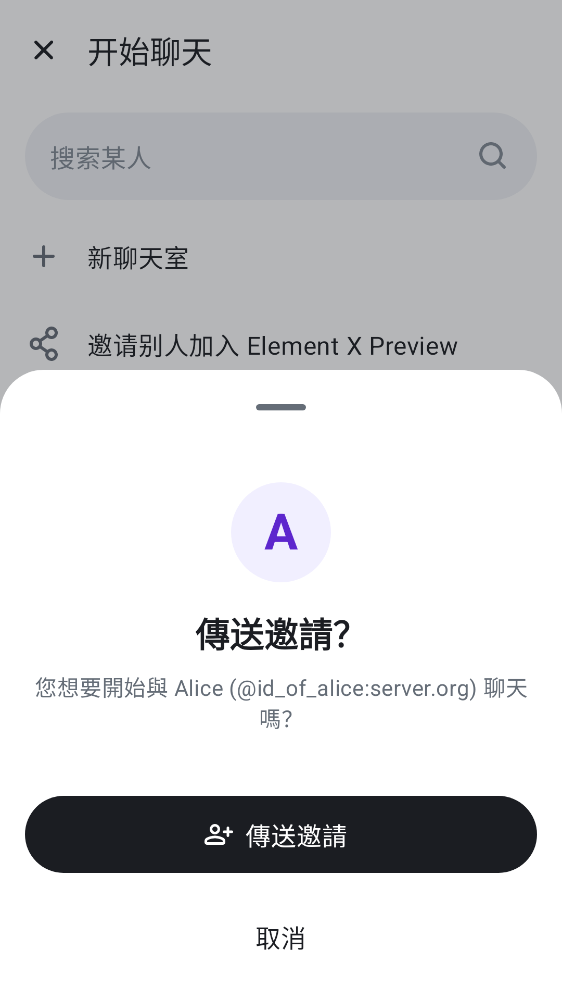 开始聊天
搜索某人
新聊天室
邀请别人加入 Element X Preview
A
傳送邀請？
您想要開始與 Alice (@id_of_alice:server.org) 聊天
嗎？
傳送邀請
取消